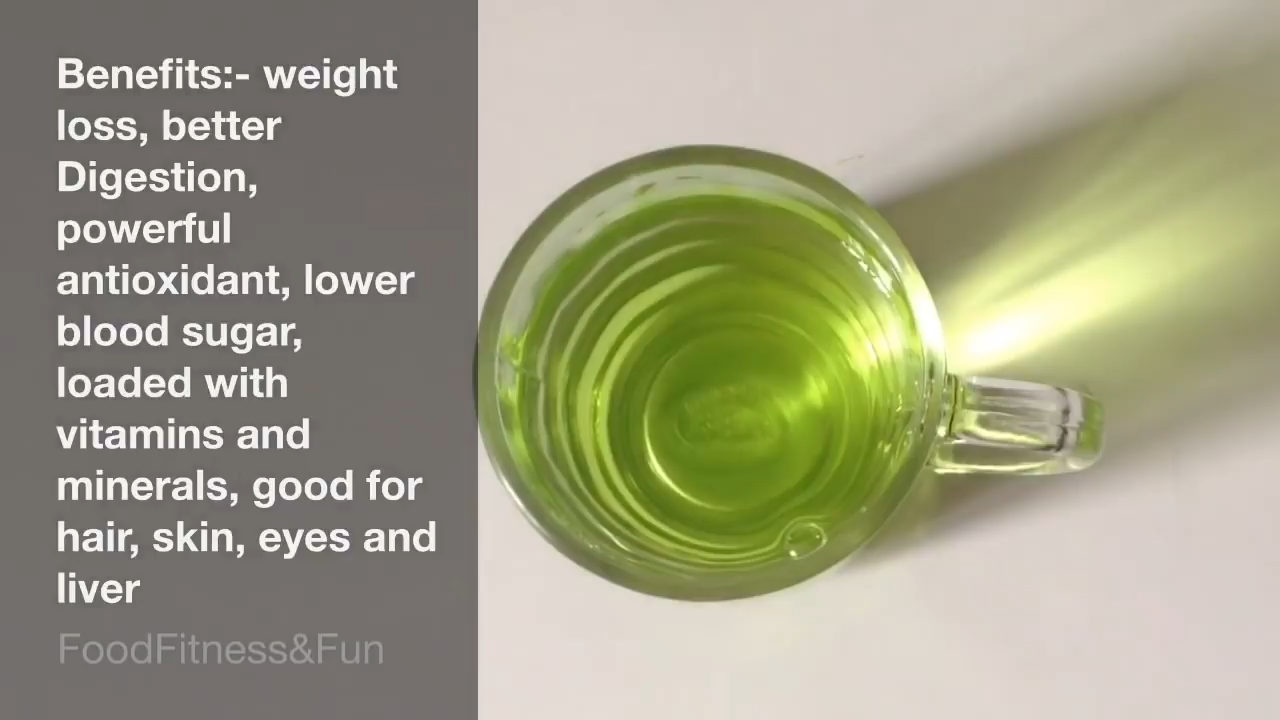 Benefits:- weight
loss, better
Digestion,
powerful
antioxidant, lower
blood sugar,
loaded with
vitamins and
minerals, good for
hair, skin, eyes and
liver
FoodFitness&Fun